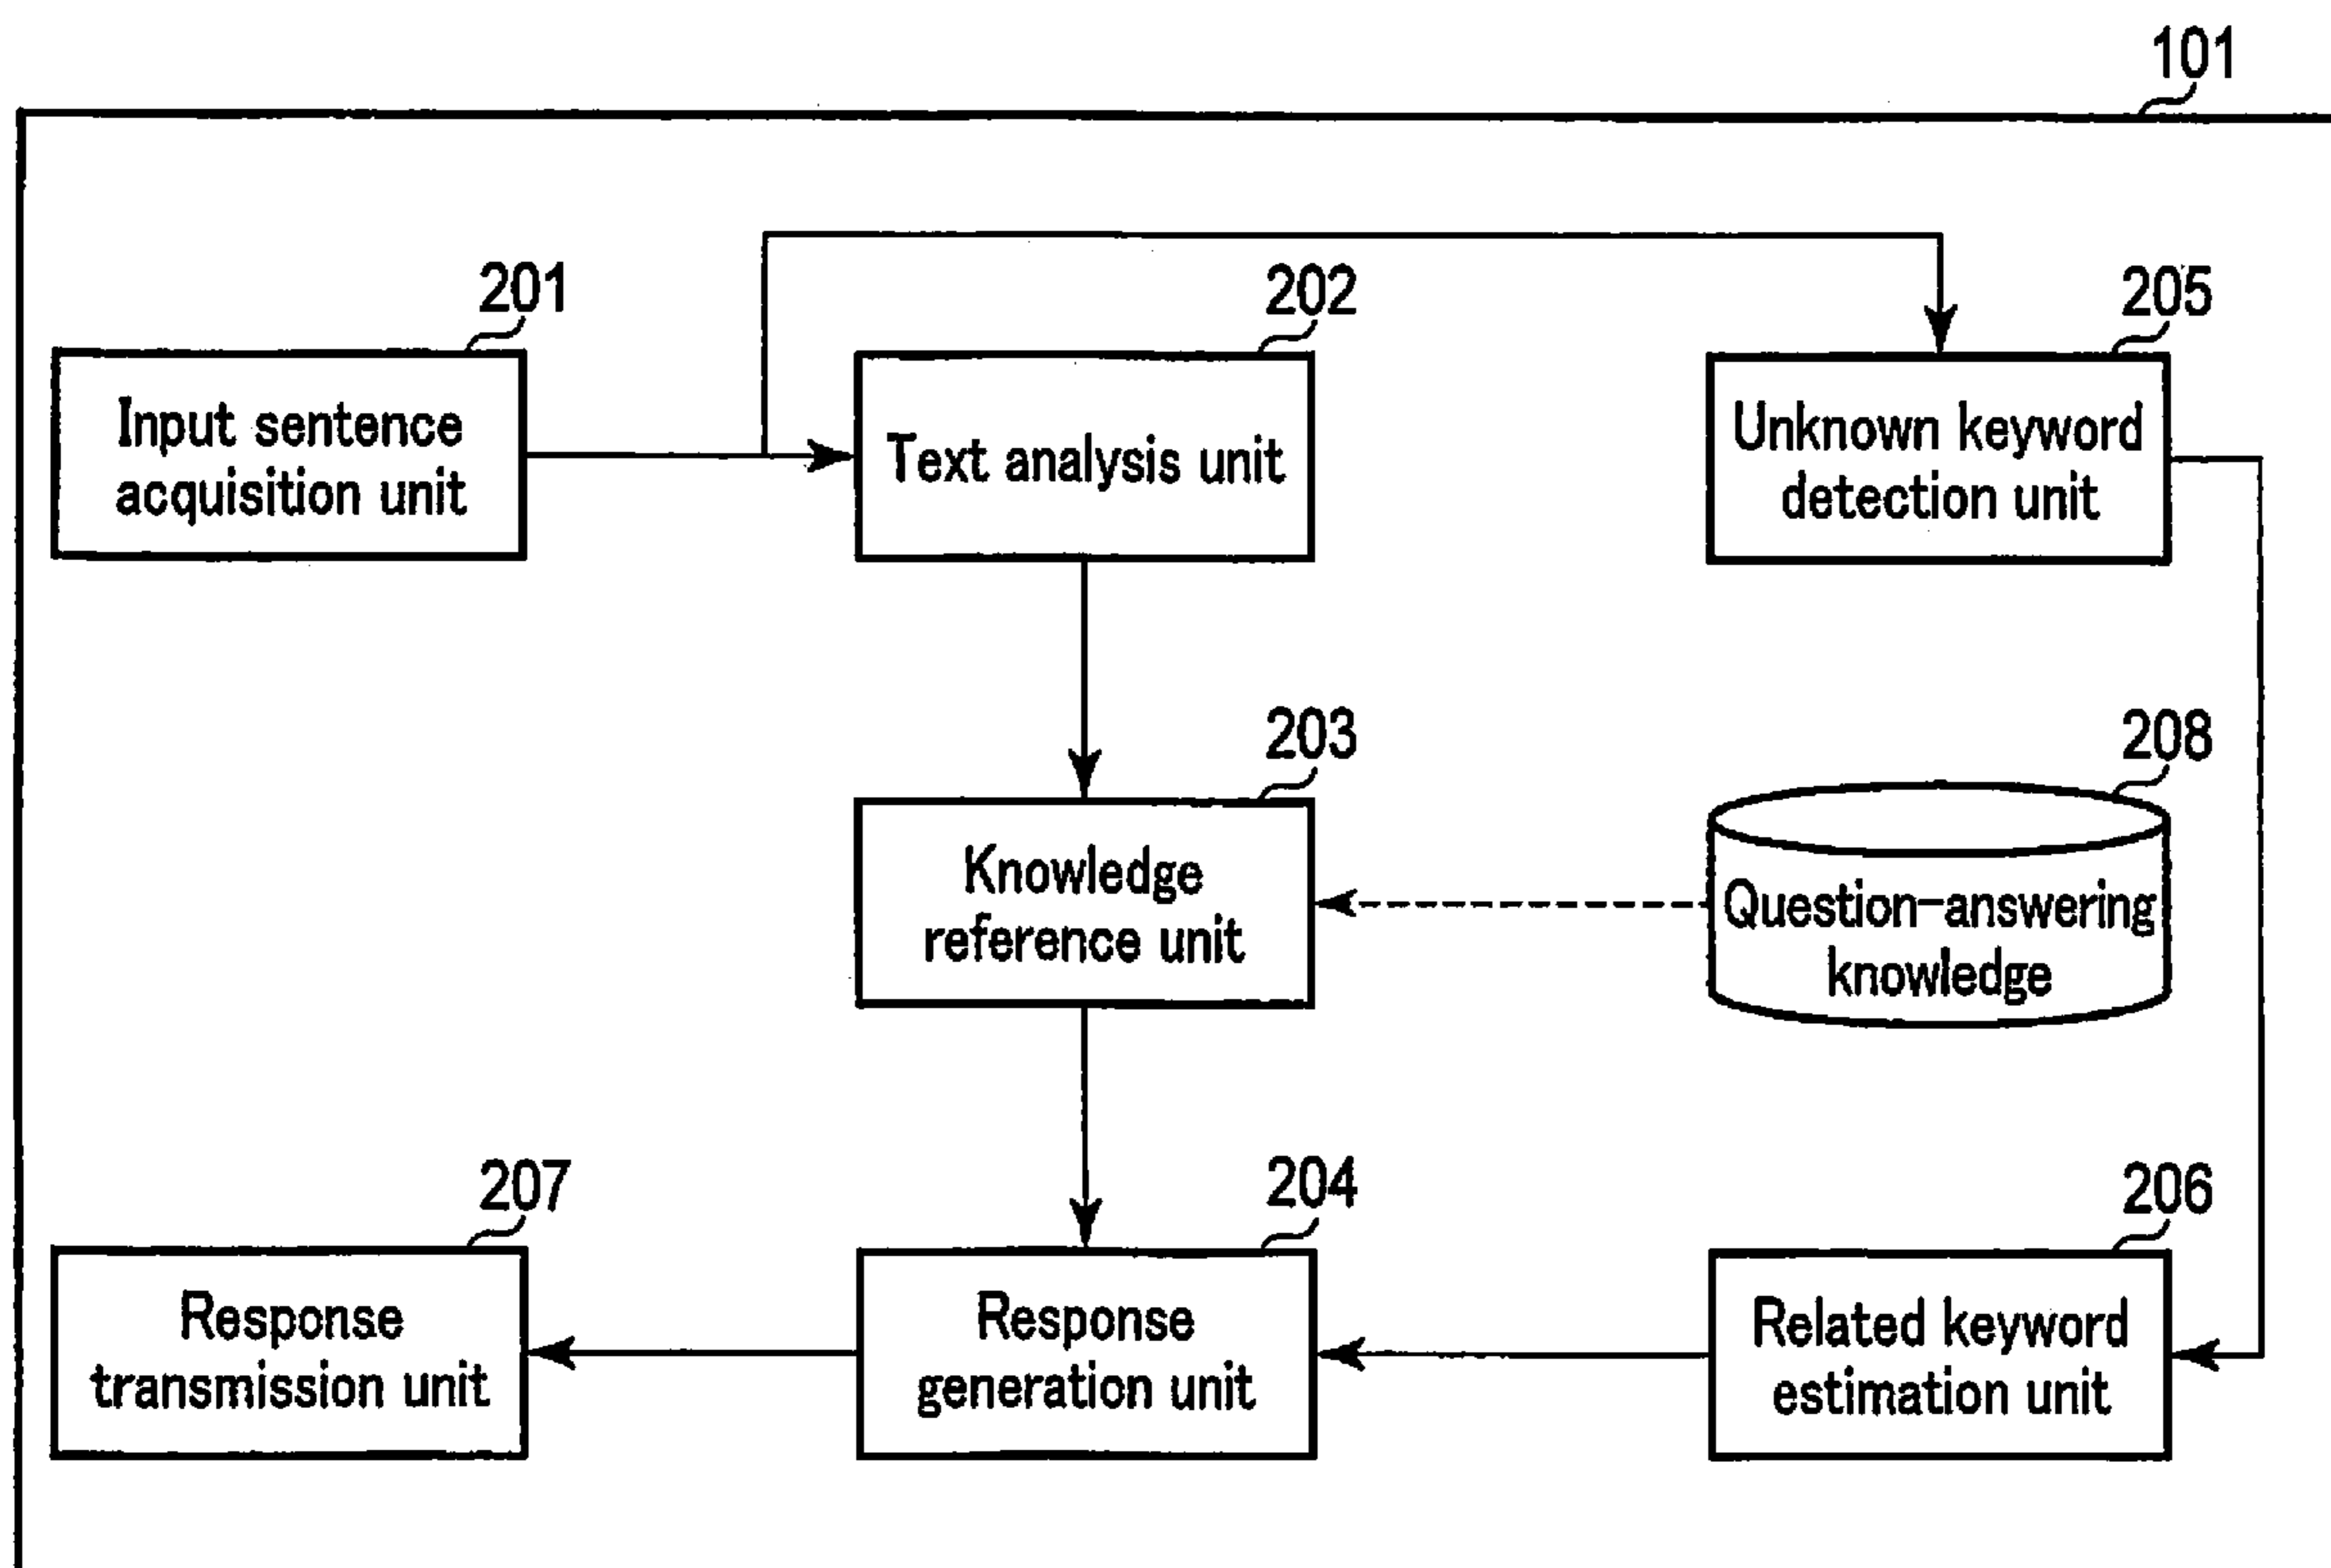 101
201
Input sentence
acquisition unit
202
Text analysis unit
205
Unknown keyword
detection unit
203
Knowledge
reference unit
208
Question-answering
knowledge
207
Response
transmission unit
204
Response
generation unit
206
Related keyword
estimation unit